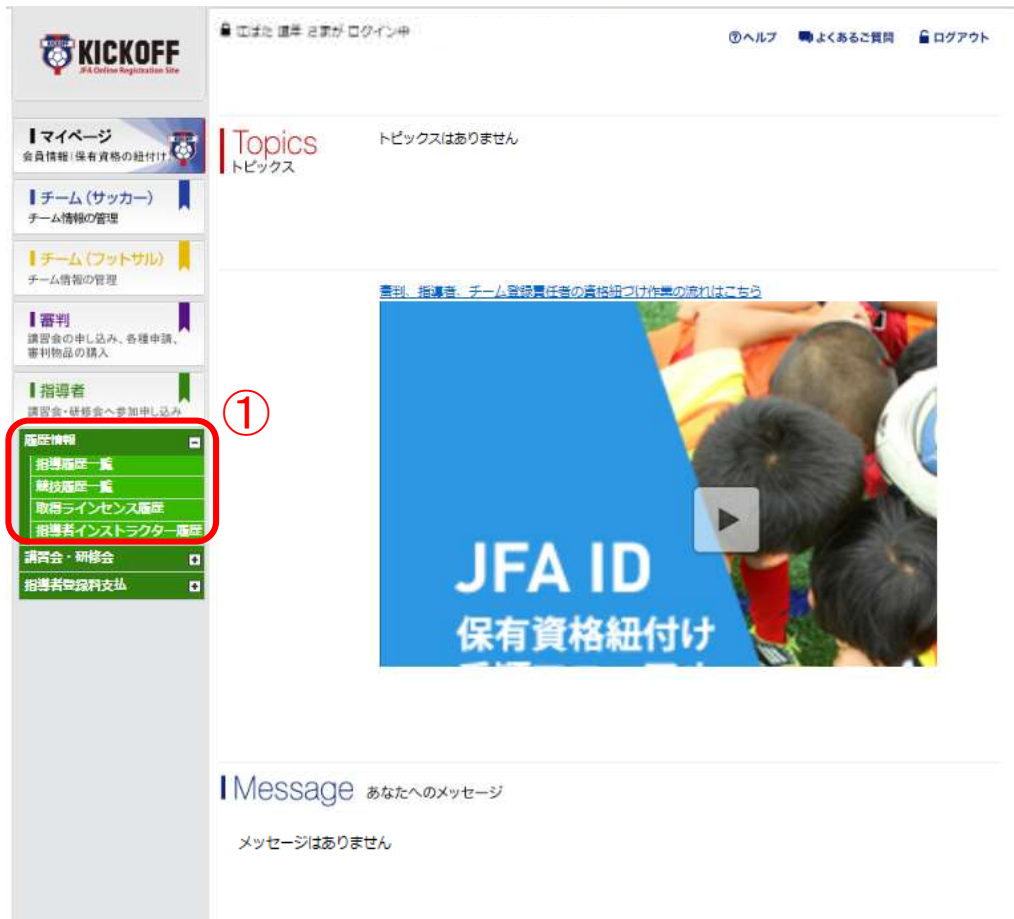 KICKOFF
JFA Online Registration Site
さまが ログイン中
?ヘルプ よくあるご質問 ログアウト
マイページ
会員情報|保有資格の紐付け
チーム(サッカー)
チーム情報の管理
チーム(フットサル)
チーム情報の管理
審判
講習会の申し込み、各種申請、
審判物品の購入
指導者
講習会・研修会へ参加申し込み
①
履歴情報
指導履歴一覧
競技履歴一覧
取得ラインセンス履歴
指導者インストラクター履歴
講習会・研修会
指導者登録料支払
Topics
トピックス
トピックスはありません
審判、指導者、チーム登録責任者の資格紐づけ作業の流れはこちら
JFA ID
保有資格紐付け
Message あなたへのメッセージ
メッセージはありません